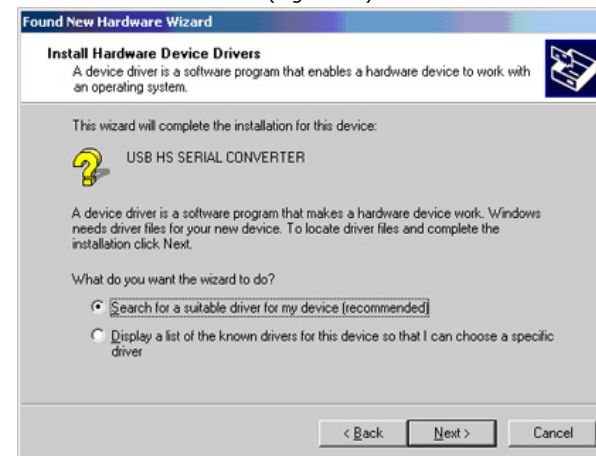 Found New Hardware Wizard
Install Hardware Device Drivers
A device driver is a software program that enables a hardware device to work with
an operating system.
This wizard will complete the installation for this device:
USB HS SERIAL CONVERTER
A device driver is a software program that makes a hardware device work. Windows
needs driver files for your new device. To locate driver files and complete the
installation click Next.
What do you want the wizard to do?
Search for a suitable driver for my device (recommended)
Display a list of the known drivers for this device so that I can choose a specific
driver
< Back Next > Cancel